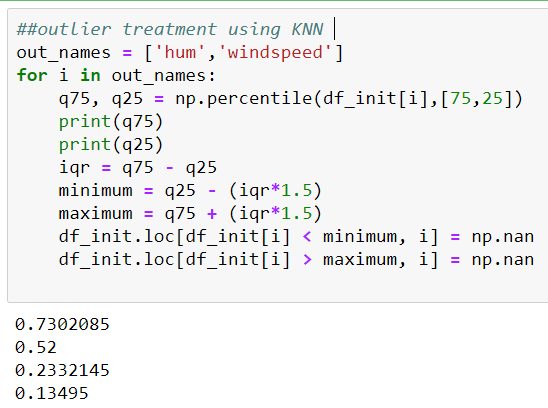 ##outlier treatment using KNN
out_names = ['hum','windspeed']
for i in out_names:
    q75, q25 = np.percentile(df_init[i],[75,25])
    print(q75)
    print(q25)
    iqr = q75 - q25
    minimum = q25 - (iqr*1.5)
    maximum = q75 + (iqr*1.5)
    df_init.loc[df_init[i] < minimum, i] = np.nan
    df_init.loc[df_init[i] > maximum, i] = np.nan
0.7302085
0.52
0.2332145
0.13495